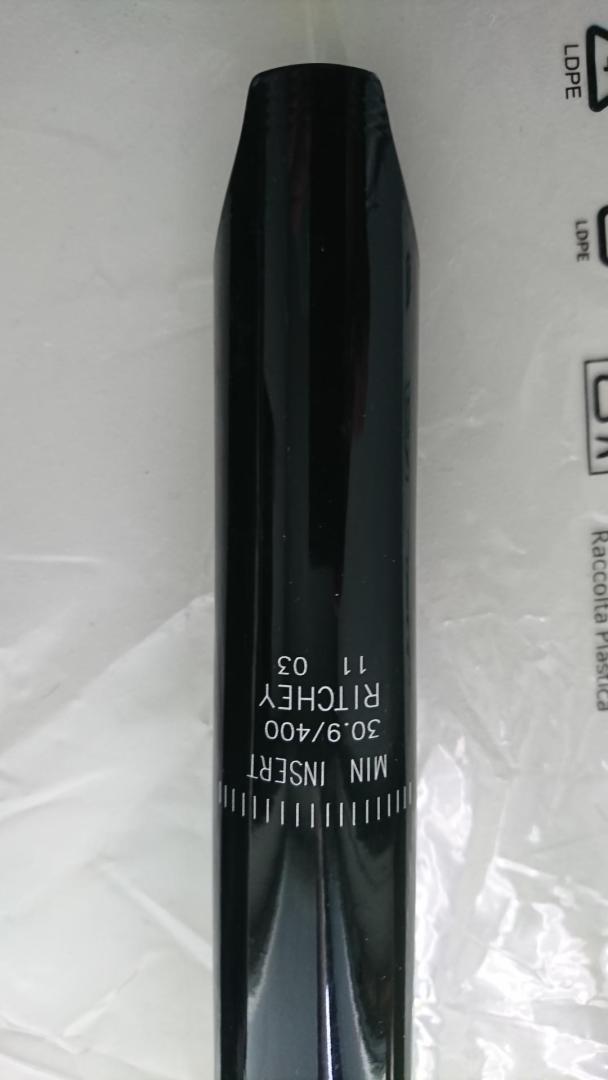 MIN INSERT
30.9/400
RITCHEY
11 03
LDPE
LDPE
Raccolta Plastica